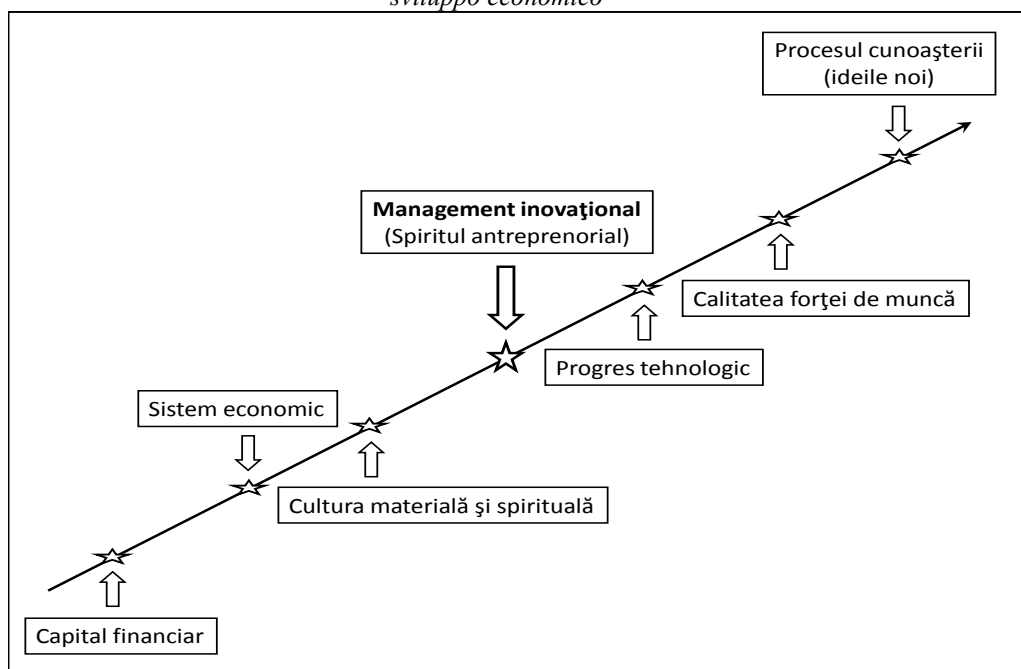 sviluppo economico
Procesul cunoaşterii
(ideile noi)
Management inovaţional
(Spiritul antreprenorial)
Calitatea forţei de muncă
Progres tehnologic
Sistem economic
Cultura materială şi spirituală
Capital financiar